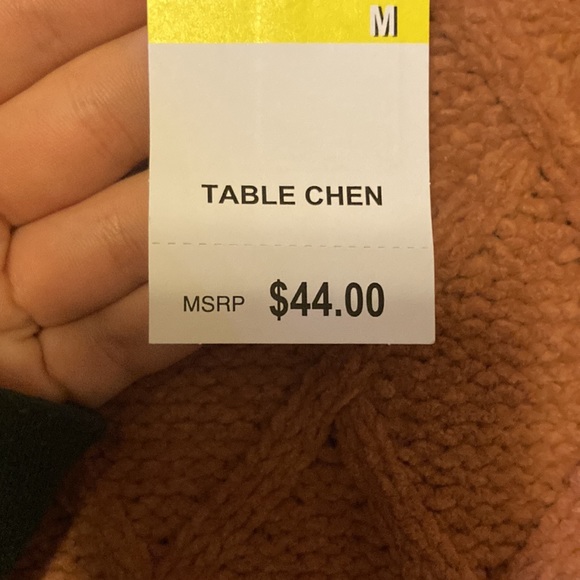 M
TABLE CHEN
MSRP $44.00